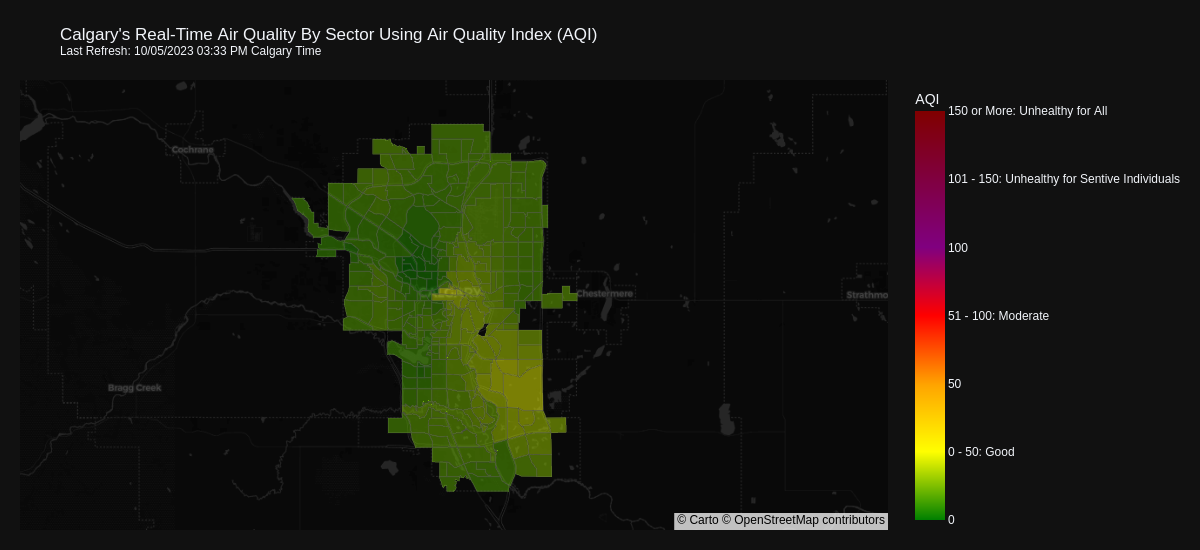 Calgary's Real-Time Air Quality By Sector Using Air Quality Index (AQI)
Last Refresh: 10/05/2023 03:33 PM Calgary Time
AQI
150 or More: Unhealthy for All
Cochrane
101 - 150: Unhealthy for Sentive Individuals
100
CALGARY
Chestermere
Strathmo
51 - 100: Moderate
Bragg Creek
50
0 - 50: Good
0
© Carto © OpenStreetMap contributors